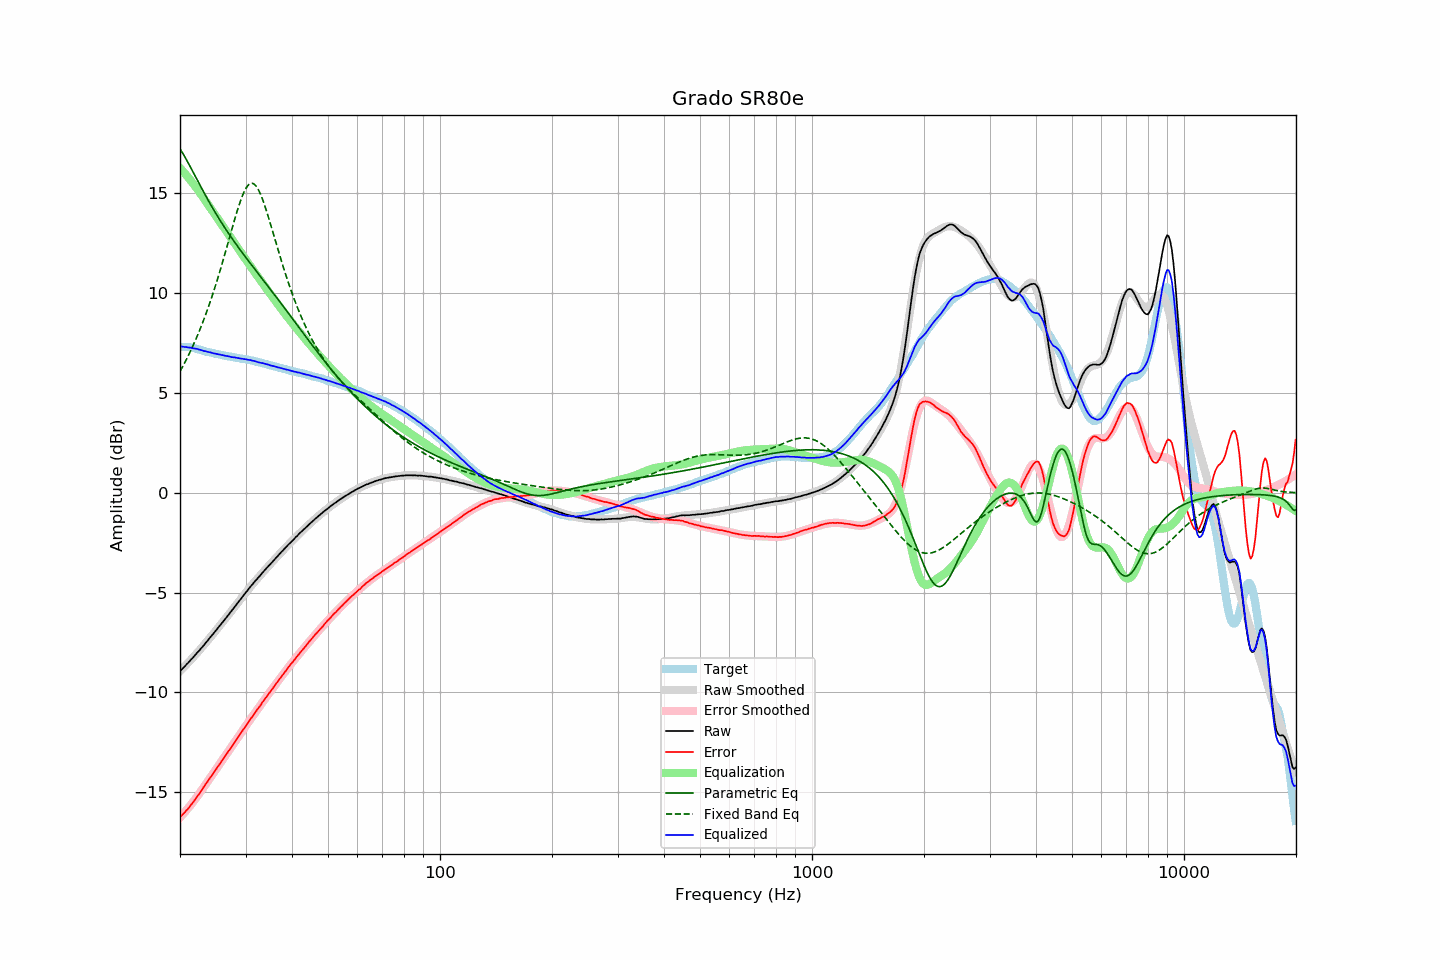 Grado SR80e
Amplitude (dBr)
15
10
5
0
−5
−10
−15
100
1000
10000
Frequency (Hz)
Target
Raw Smoothed
Error Smoothed
Raw
Error
Equalization
Parametric Eq
Fixed Band Eq
Equalized